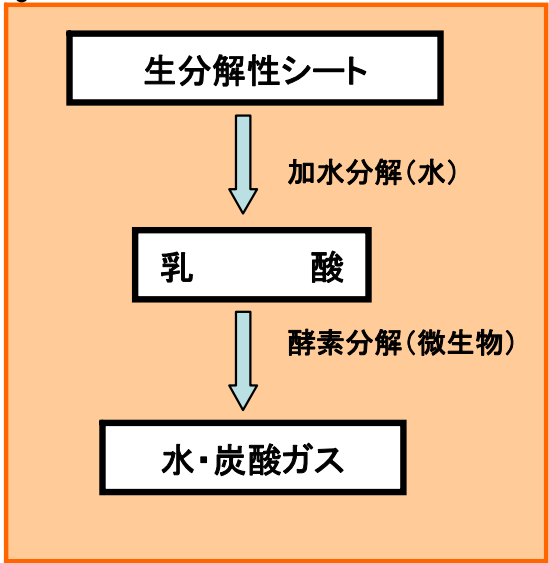 生分解性シート
加水分解(水)
乳　　　酸
酵素分解(微生物)
水・炭酸ガス